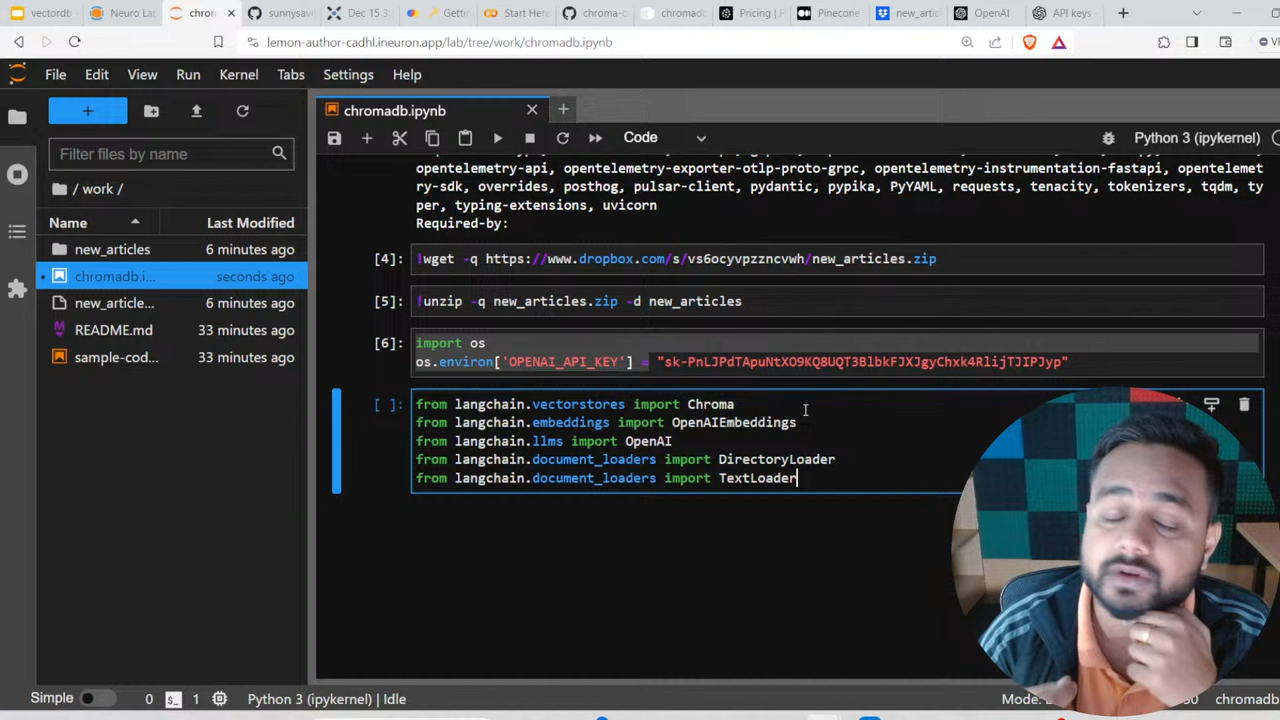 vectordb
Neuro La
chro
sunnysav
Dec 15 3:
Gettin
Start Here
chroma-c
chromad
Pricing |
Pinecone
new_artic
OpenAI
API keys -
lemon-author-cadhl.ineuron.app/lab/tree/work/chromadb.ipynb
VP
File Edit View Run Kernel Tabs Settings Help
chromadb.ipynb
Filter files by name
Code
Python 3 (ipykernel)
/ work /
Name Last Modified
new_articles 6 minutes ago
chromadb.i... seconds ago
new_article... 6 minutes ago
README.md 33 minutes ago
sample-cod... 33 minutes ago
opentelemetry-api, opentelemetry-exporter-otlp-proto-grpc, opentelemetry-instrumentation-fastapi, opentelemet
ry-sdk, overrides, posthog, pulsar-client, pydantic, pypika, PyYAML, requests, tenacity, tokenizers, tqdm, ty
per, typing-extensions, uvicorn
Required-by:
[4]: !wget -q https://www.dropbox.com/s/vs6ocyvpzzncvwh/new_articles.zip
[5]: !unzip -q new_articles.zip -d new_articles
[6]: import os
os.environ['OPENAI_API_KEY'] = "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"
[ ]: from langchain.vectorstores import Chroma
from langchain.embeddings import OpenAIEmbeddings
from langchain.llms import OpenAI
from langchain.document_loaders import DirectoryLoader
from langchain.document_loaders import TextLoader
Simple 0 1 Python 3 (ipykernel) | Idle
Mode:
chromadb